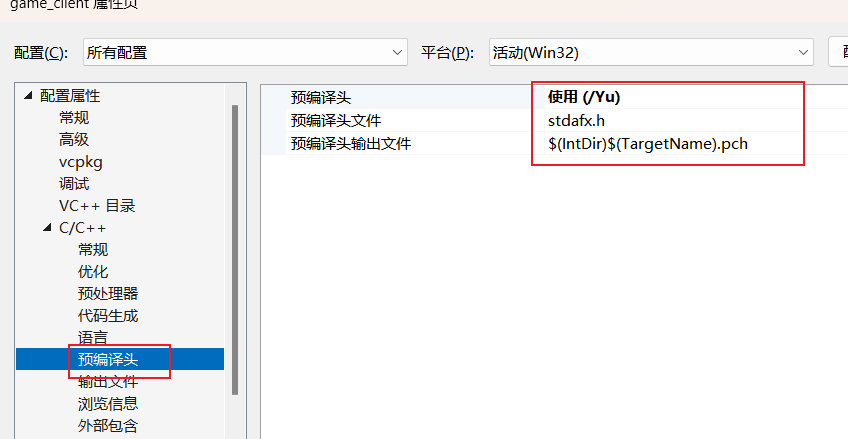 game_client 属性页
配置(C): 所有配置 平台(P): 活动(Win32) 配
配置属性
常规
高级
vcpkg
调试
VC++ 目录
C/C++
常规
优化
预处理器
代码生成
语言
预编译头
输出文件
浏览信息
外部包含
预编译头 使用 (/Yu)
预编译头文件 stdafx.h
预编译头输出文件 $(IntDir)$(TargetName).pch